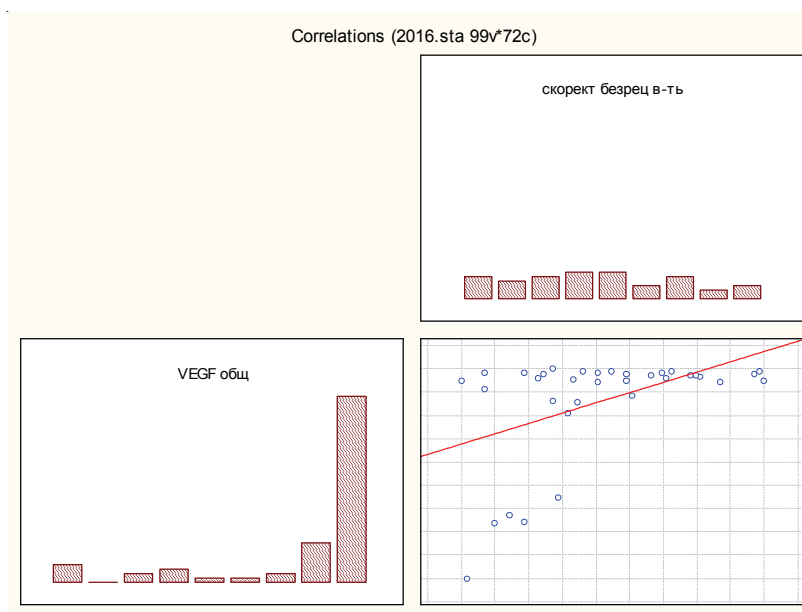 Correlations (2016.sta 99v*72c)
скорект безрец в-ть
VEGF общ